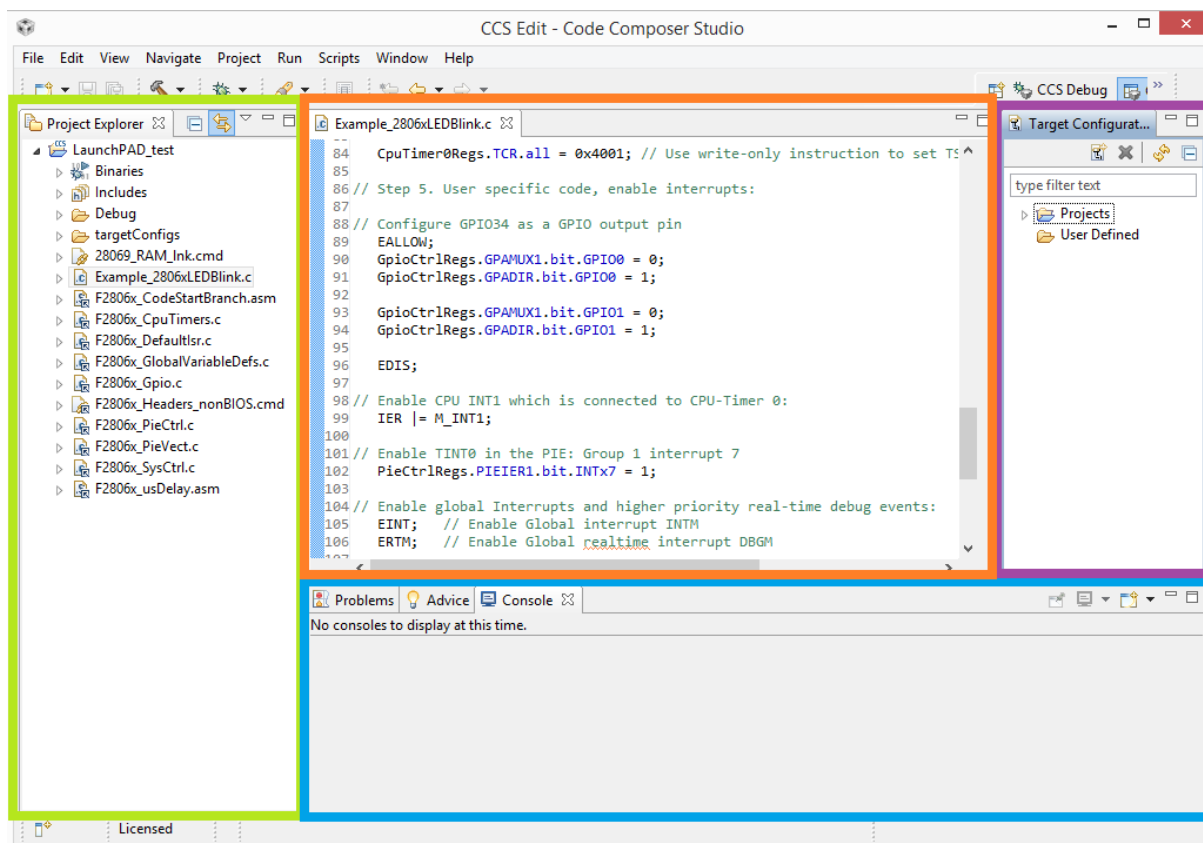 CCS Edit - Code Composer Studio
File Edit View Navigate Project Run Scripts Window Help
CCS Debug
Project Explorer
LaunchPAD_test
Binaries
Includes
Debug
targetConfigs
28069_RAM_lnk.cmd
Example_2806xLEDBlink.c
F2806x_CodeStartBranch.asm
F2806x_CpuTimers.c
F2806x_DefaultIsr.c
F2806x_GlobalVariableDefs.c
F2806x_Gpio.c
F2806x_Headers_nonBIOS.cmd
F2806x_PieCtrl.c
F2806x_PieVect.c
F2806x_SysCtrl.c
F2806x_usDelay.asm
Example_2806xLEDBlink.c
84 CpuTimer0Regs.TCR.all = 0x4001; // Use write-only instruction to set TS
85
86 // Step 5. User specific code, enable interrupts:
87
88 // Configure GPIO34 as a GPIO output pin
89 EALLOW;
90 GpioCtrlRegs.GPAMUX1.bit.GPIO0 = 0;
91 GpioCtrlRegs.GPADIR.bit.GPIO0 = 1;
92
93 GpioCtrlRegs.GPAMUX1.bit.GPIO1 = 0;
94 GpioCtrlRegs.GPADIR.bit.GPIO1 = 1;
95
96 EDIS;
97
98 // Enable CPU INT1 which is connected to CPU-Timer 0:
99 IER |= M_INT1;
100
101 // Enable TINT0 in the PIE: Group 1 interrupt 7
102 PieCtrlRegs.PIEIER1.bit.INTx7 = 1;
103
104 // Enable global Interrupts and higher priority real-time debug events:
105 EINT; // Enable Global interrupt INTM
106 ERTM; // Enable Global realtime interrupt DBGM
Target Configurat...
type filter text
Projects
User Defined
Problems Advice Console
No consoles to display at this time.
Licensed